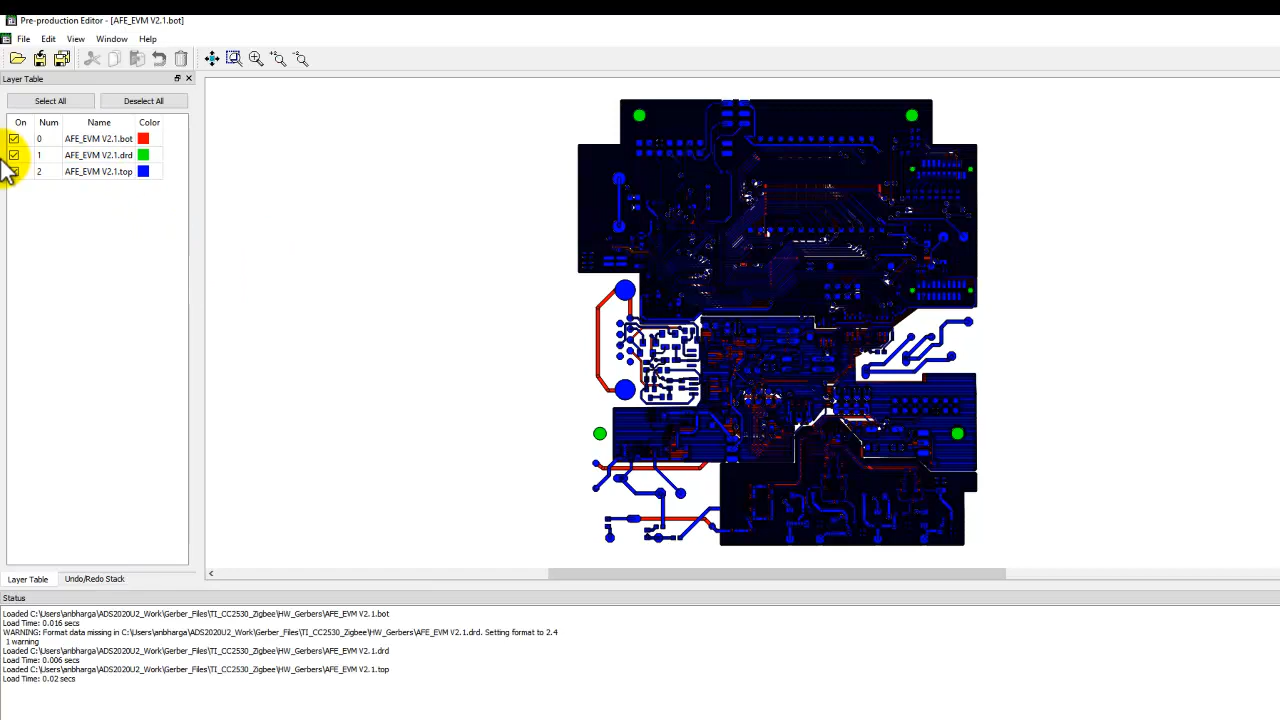 Pre-production Editor - [AFE_EVM V2.1.bot]
File Edit View Window Help
Layer Table
Select All Deselect All
On Num Name Color
0 AFE_EVM V2.1.bot
1 AFE_EVM V2.1.drd
2 AFE_EVM V2.1.top
Layer Table Undo/Redo Stack
Status
Loaded C:\Users\anbharga\ADS2020U2_Work\Gerber_Files\TI_CC2530_Zigbee\HW_Gerbers\AFE_EVM V2.1.bot
Load Time: 0.016 secs
WARNING: Format data missing in C:\Users\anbharga\ADS2020U2_Work\Gerber_Files\TI_CC2530_Zigbee\HW_Gerbers\AFE_EVM V2.1.drd. Setting format to 2.4
1 warning
Loaded C:\Users\anbharga\ADS2020U2_Work\Gerber_Files\TI_CC2530_Zigbee\HW_Gerbers\AFE_EVM V2.1.drd
Load Time: 0.006 secs
Loaded C:\Users\anbharga\ADS2020U2_Work\Gerber_Files\TI_CC2530_Zigbee\HW_Gerbers\AFE_EVM V2.1.top
Load Time: 0.02 secs